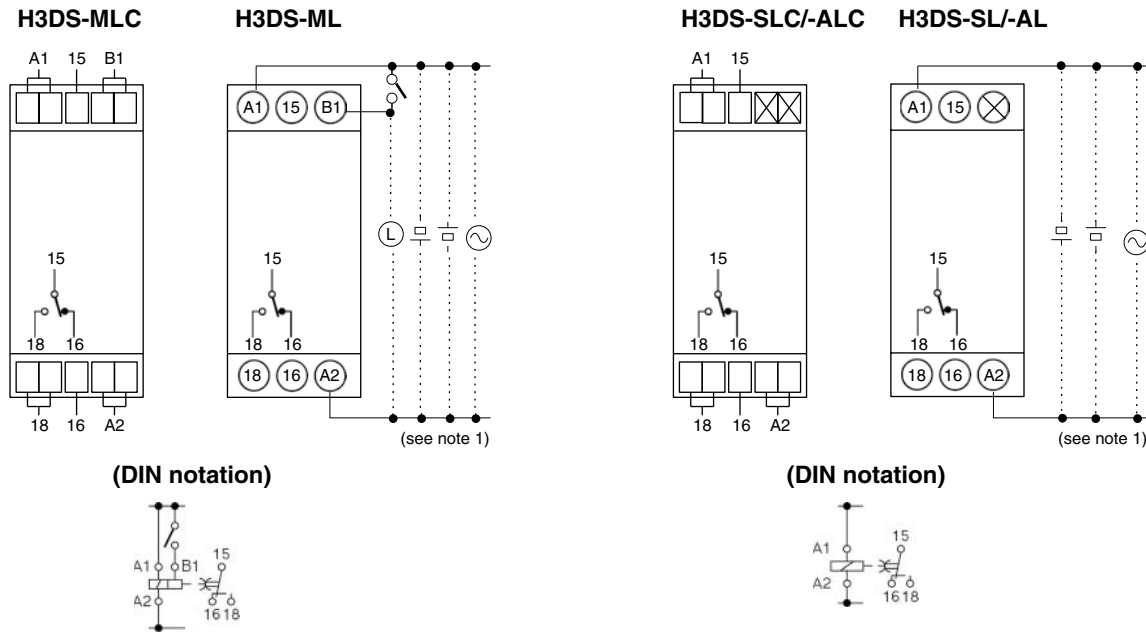 H3DS-MLC H3DS-ML H3DS-SLC/-ALC H3DS-SL/-AL
A1 15 B1 A1 15
A1 15 B1 A1 15
L
15 15 15 15
18 16 18 16 18 16 18 16
18 16 A2 18 16 A2
18 16 A2 18 16 A2
(see note 1) (see note 1)
(DIN notation) (DIN notation)
A1 B1 15 A1 15
A2 16 18 A2 16 18